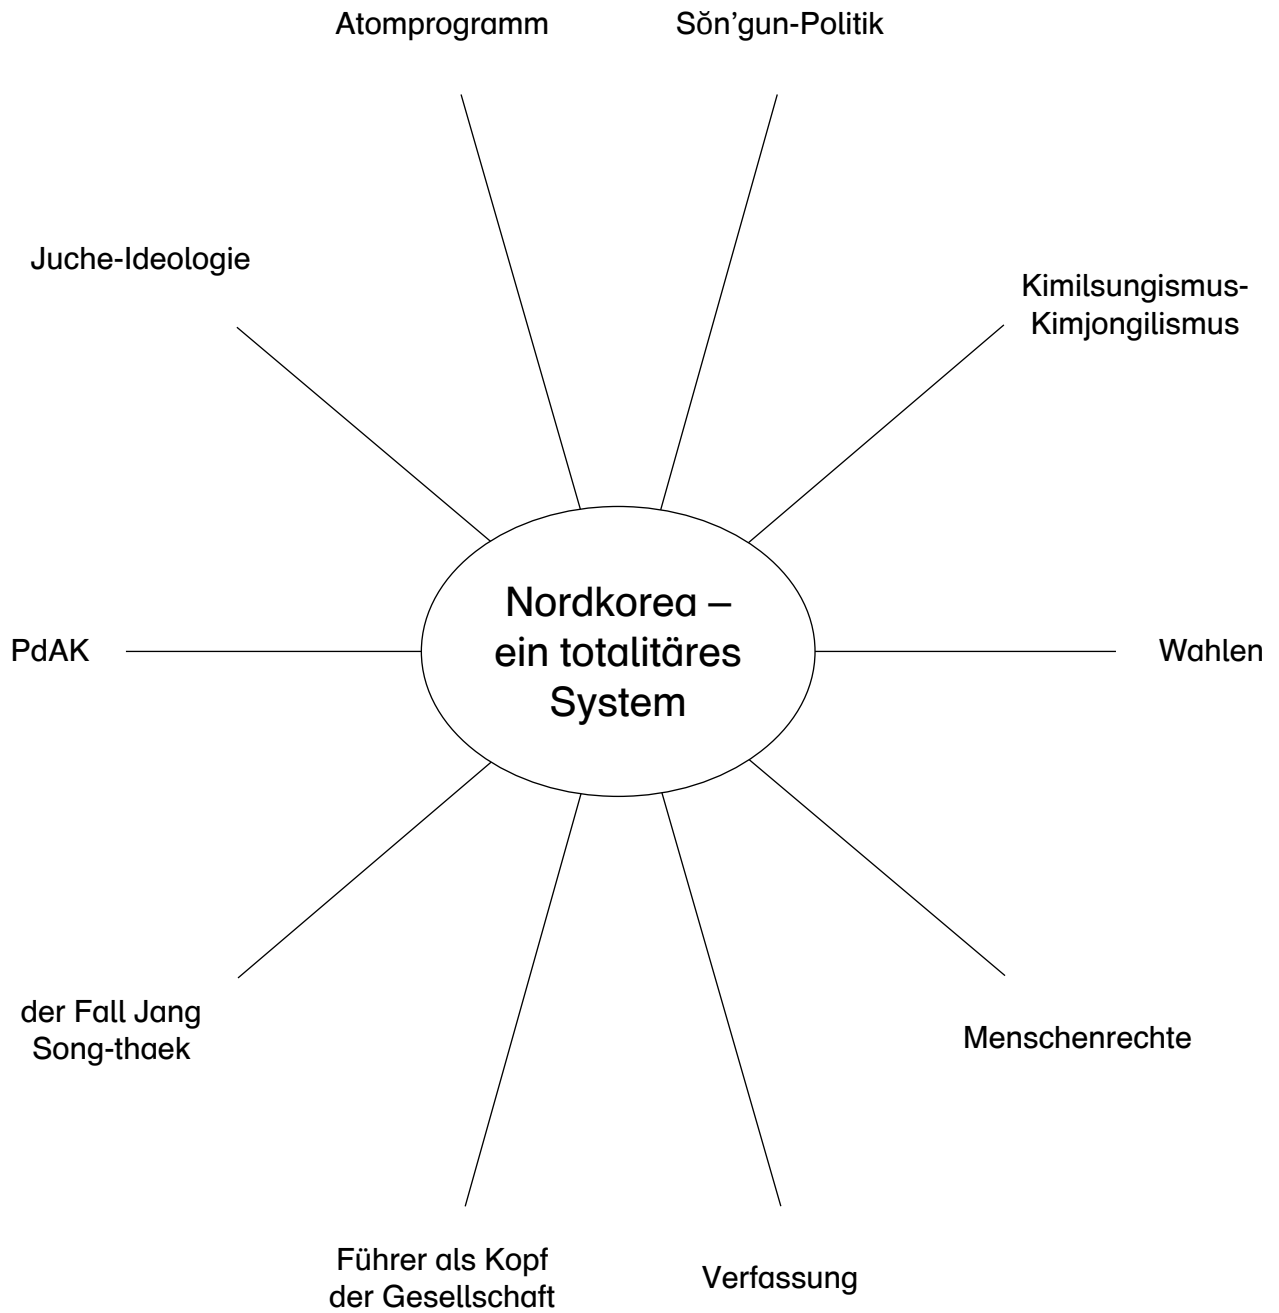 Atomprogramm
Sŏn’gun-Politik
Juche-Ideologie
Kimilsungismus-
Kimjongilismus
Nordkorea –
ein totalitäres
System
PdAK
Wahlen
der Fall Jang
Song-thaek
Menschenrechte
Führer als Kopf
der Gesellschaft
Verfassung